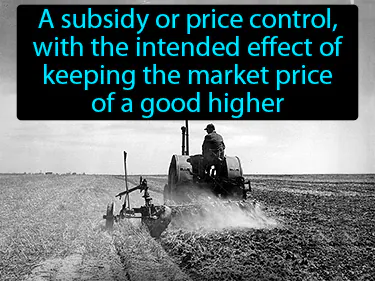 A subsidy or price control,
with the intended effect of
keeping the market price
of a good higher